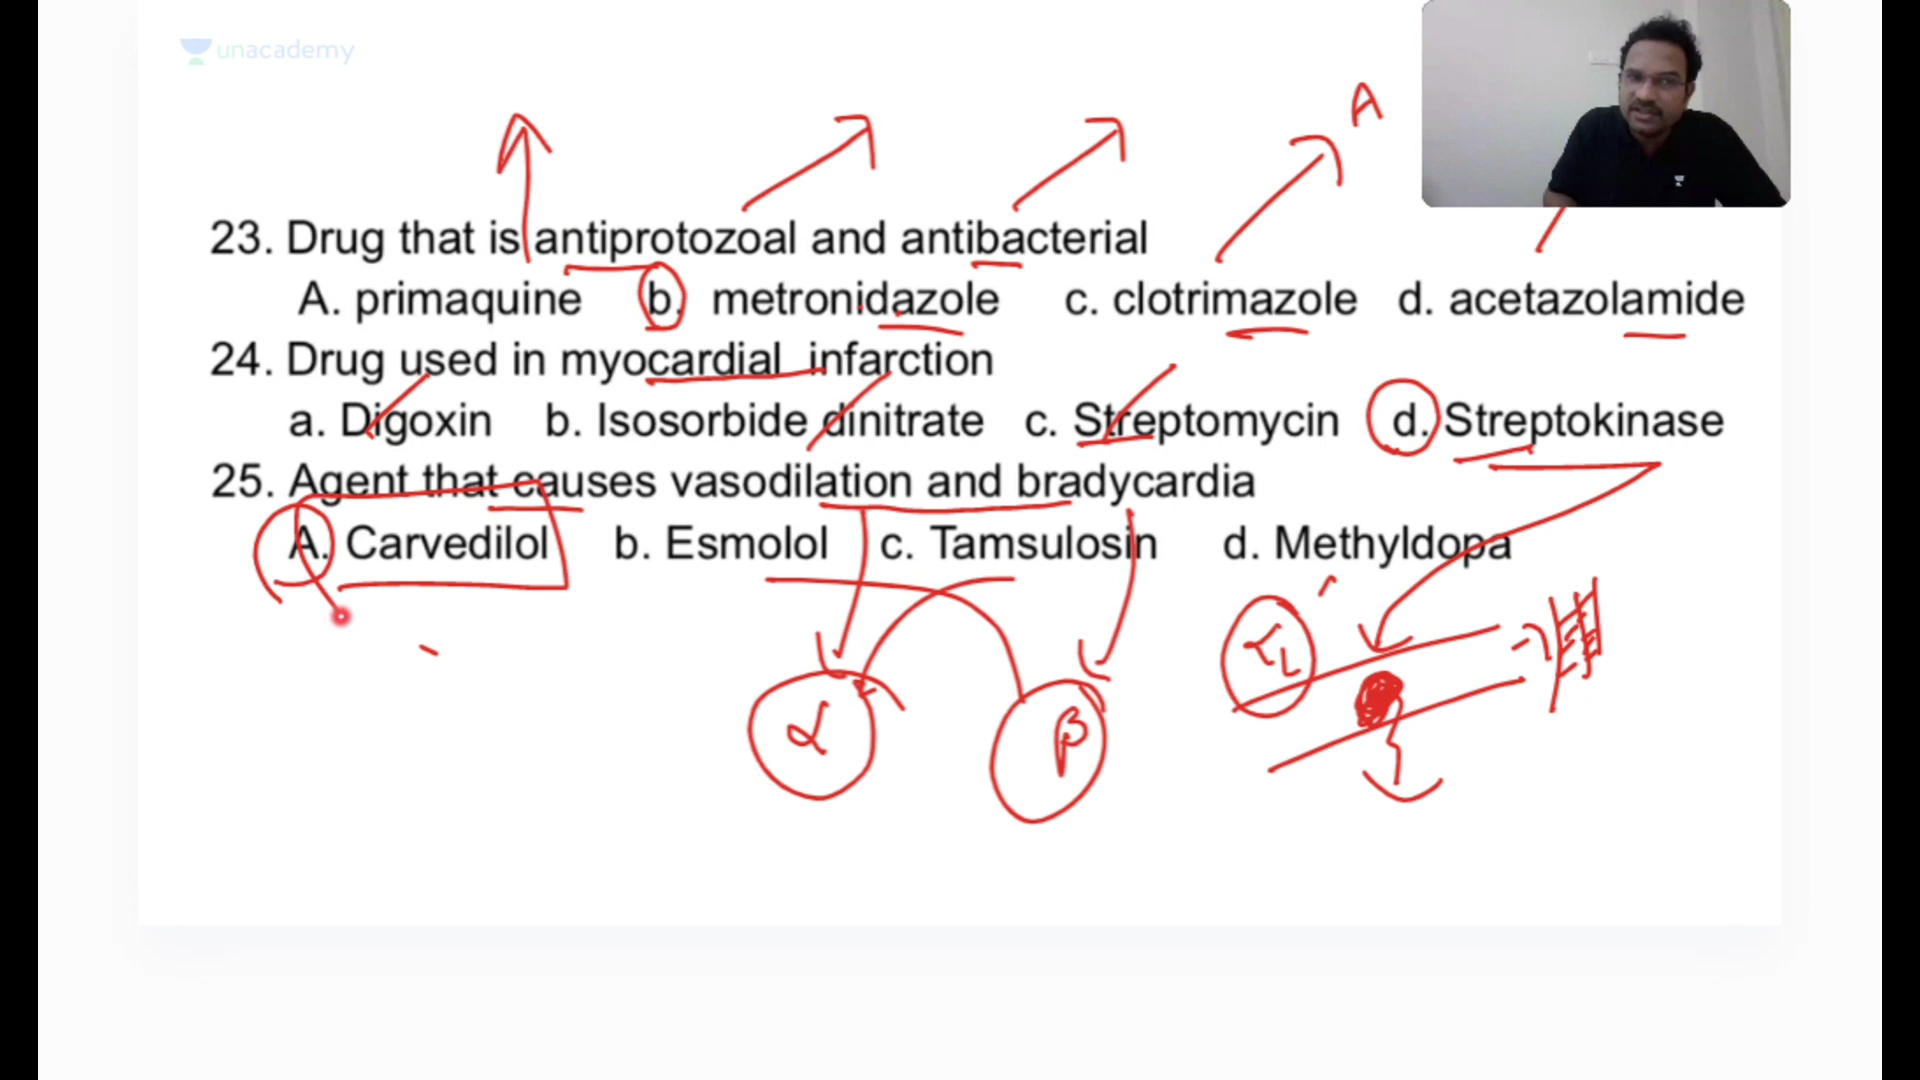 unacademy
A
23. Drug that is antiprotozoal and antibacterial
A. primaquine b. metronidazole c. clotrimazole d. acetazolamide
24. Drug used in myocardial infarction
a. Digoxin b. Isosorbide dinitrate c. Streptomycin d. Streptokinase
25. Agent that causes vasodilation and bradycardia
A. Carvedilol b. Esmolol c. Tamsulosin d. Methyldopa
α β